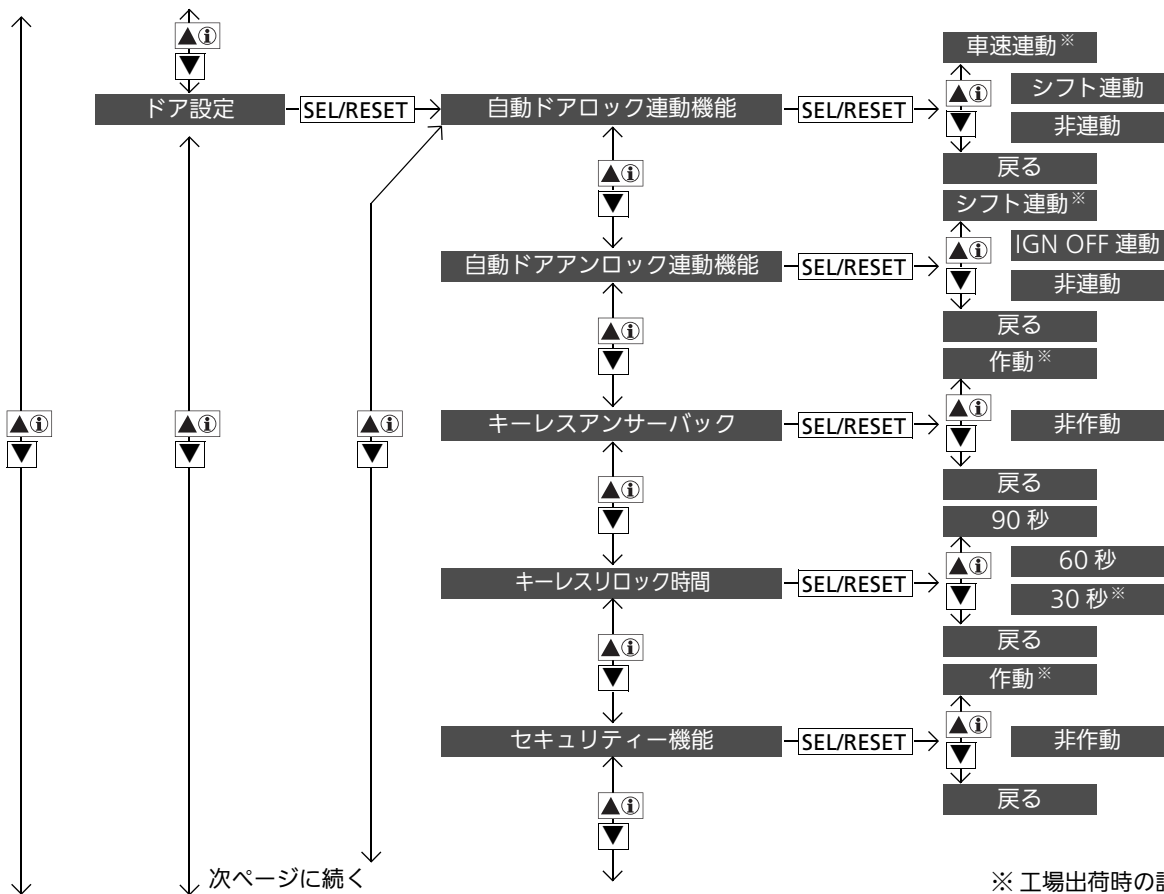 ▲ⓘ
▼
車速連動※
ドア設定 SEL/RESET 自動ドアロック連動機能 SEL/RESET ▲ⓘ シフト連動
▼ 非連動
▲ⓘ
▼
戻る
シフト連動※
自動ドアアンロック連動機能 SEL/RESET ▲ⓘ IGN OFF 連動
▼ 非連動
▲ⓘ
▼
戻る
作動※
▲ⓘ ▲ⓘ ▲ⓘ キーレスアンサーバック SEL/RESET ▲ⓘ 非作動
▼ ▼ ▼ ▼
▲ⓘ
▼
戻る
90 秒
キーレスリロック時間 SEL/RESET ▲ⓘ 60 秒
▼ 30 秒※
▲ⓘ
▼
戻る
作動※
セキュリティー機能 SEL/RESET ▲ⓘ 非作動
▼
戻る
▲ⓘ
▼
次ページに続く
※ 工場出荷時の